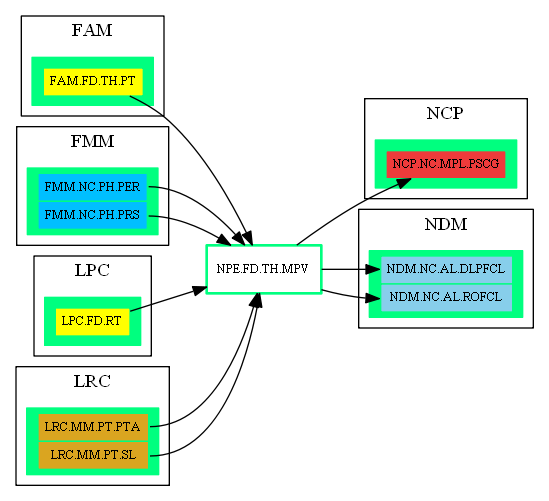 FAM
FAM.FD.TH.PT
FMM
FMM.NC.PH.PER
FMM.NC.PH.PRS
LPC
LPC.FD.RT
LRC
LRC.MM.PT.PTA
LRC.MM.PT.SL
NPE.FD.TH.MPV
NCP
NCP.NC.MPL.PSCG
NDM
NDM.NC.AL.DLPFCL
NDM.NC.AL.ROFCL